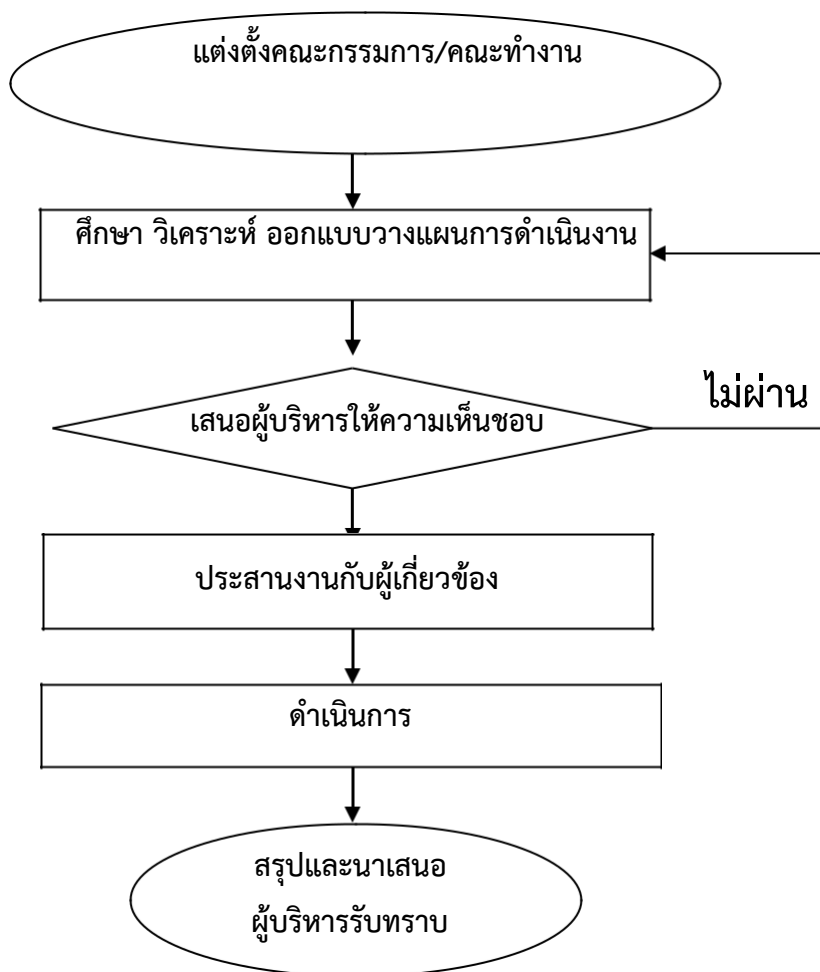 แต่งตั้งคณะกรรมการ/คณะทำงาน
ศึกษา วิเคราะห์ ออกแบบวางแผนการดำเนินงาน
เสนอผู้บริหารให้ความเห็นชอบ
ไม่ผ่าน
ประสานงานกับผู้เกี่ยวข้อง
ดำเนินการ
สรุปและนาเสนอ
ผู้บริหารรับทราบ